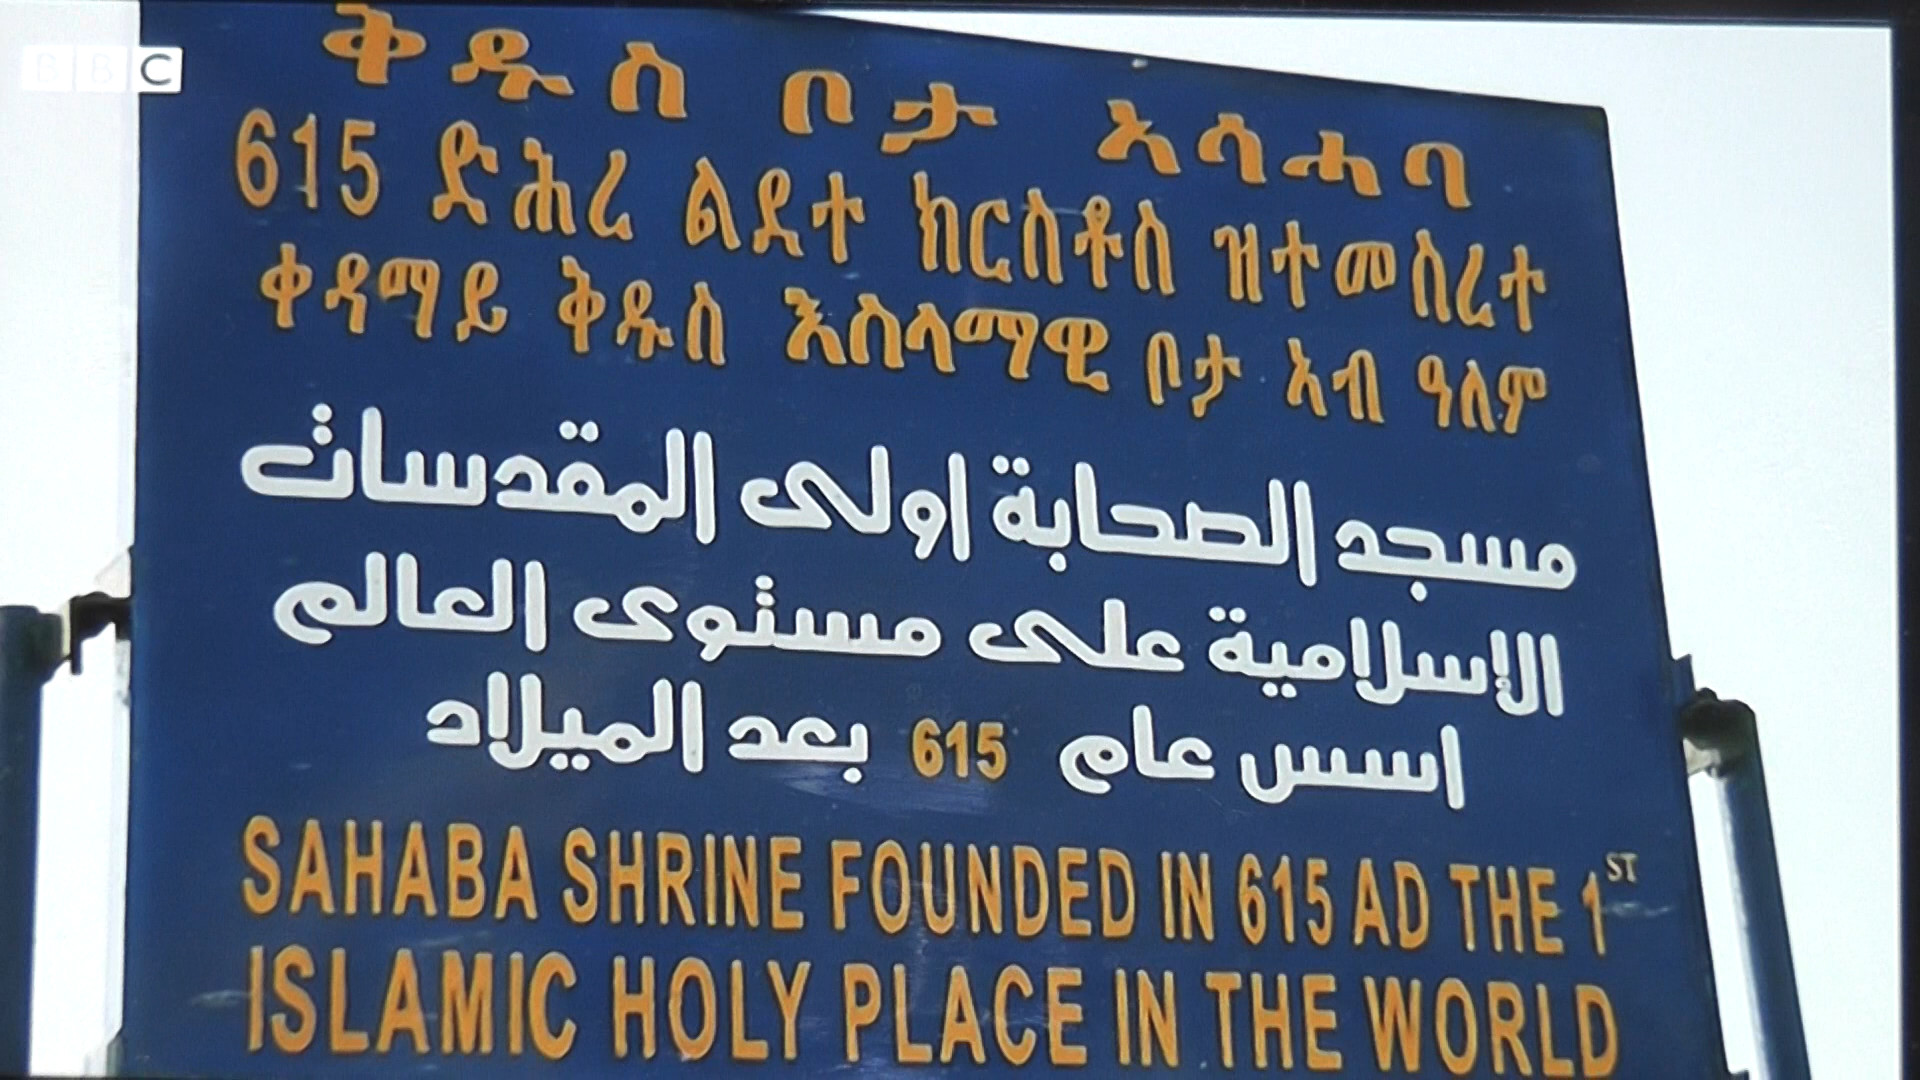 BBC
ቅዱስ ቦታ ኣሳሓባ
615 ድሕረ ልደተ ክርስቶስ ዝተመስረተ
ቀዳማይ ቅዱስ እስላማዊ ቦታ ኣብ ዓለም
مسجد الصحابة اولى المقدسات
الإسلامية على مستوى العالم
اسس عام 615 بعد الميلاد
SAHABA SHRINE FOUNDED IN 615 AD THE 1ST
ISLAMIC HOLY PLACE IN THE WORLD